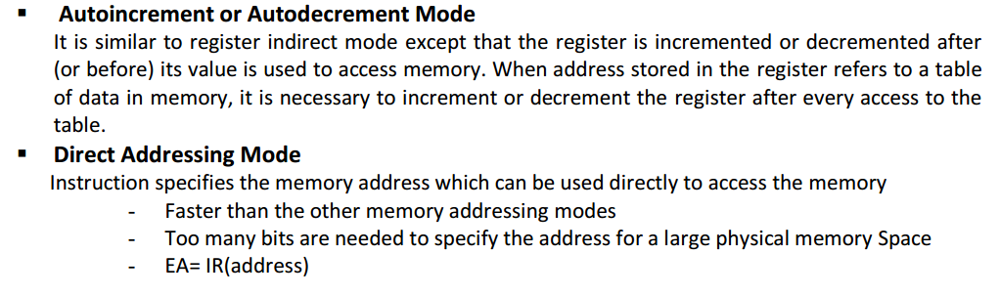 ▪ Autoincrement or Autodecrement Mode
It is similar to register indirect mode except that the register is incremented or decremented after
(or before) its value is used to access memory. When address stored in the register refers to a table
of data in memory, it is necessary to increment or decrement the register after every access to the
table.
▪ Direct Addressing Mode
Instruction specifies the memory address which can be used directly to access the memory
- Faster than the other memory addressing modes
- Too many bits are needed to specify the address for a large physical memory Space
- EA= IR(address)